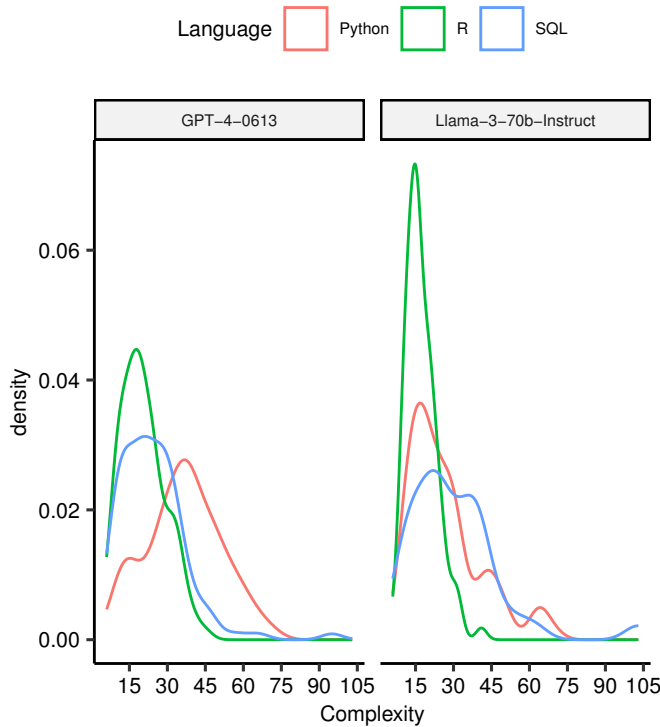 Language Python R SQL
GPT−4−0613 Llama−3−70b−Instruct
0.06
0.04
0.02
0.00
density
15 30 45 60 75 90 105 15 30 45 60 75 90 105
Complexity